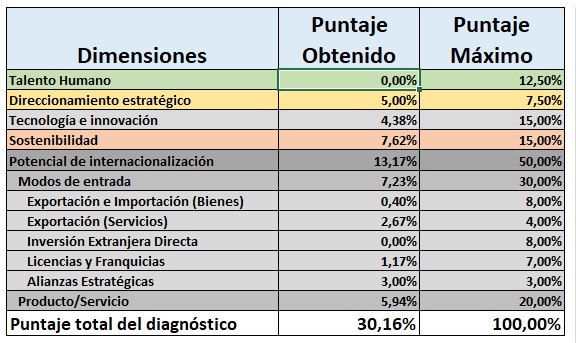 Dimensiones Puntaje Obtenido Puntaje Máximo
Talento Humano 0,00% 12,50%
Direccionamiento estratégico 5,00% 7,50%
Tecnología e innovación 4,38% 15,00%
Sostenibilidad 7,62% 15,00%
Potencial de internacionalización 13,17% 50,00%
Modos de entrada 7,23% 30,00%
Exportación e Importación (Bienes) 0,40% 8,00%
Exportación (Servicios) 2,67% 4,00%
Inversión Extranjera Directa 0,00% 8,00%
Licencias y Franquicias 1,17% 7,00%
Alianzas Estratégicas 3,00% 3,00%
Producto/Servicio 5,94% 20,00%
Puntaje total del diagnóstico 30,16% 100,00%